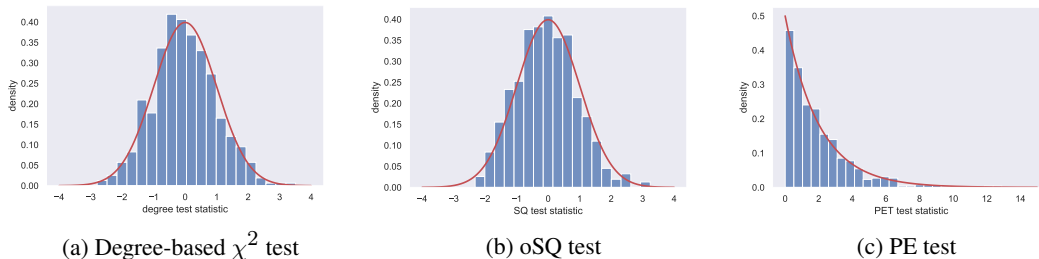 density
0.40
0.35
0.30
0.25
0.20
0.15
0.10
0.05
0.00
−4 −3 −2 −1 0 1 2 3 4
degree test statistic
(a) Degree-based χ² test
density
0.40
0.35
0.30
0.25
0.20
0.15
0.10
0.05
0.00
−4 −3 −2 −1 0 1 2 3 4
SQ test statistic
(b) oSQ test
density
0.5
0.4
0.3
0.2
0.1
0.0
0 2 4 6 8 10 12 14
PET test statistic
(c) PE test